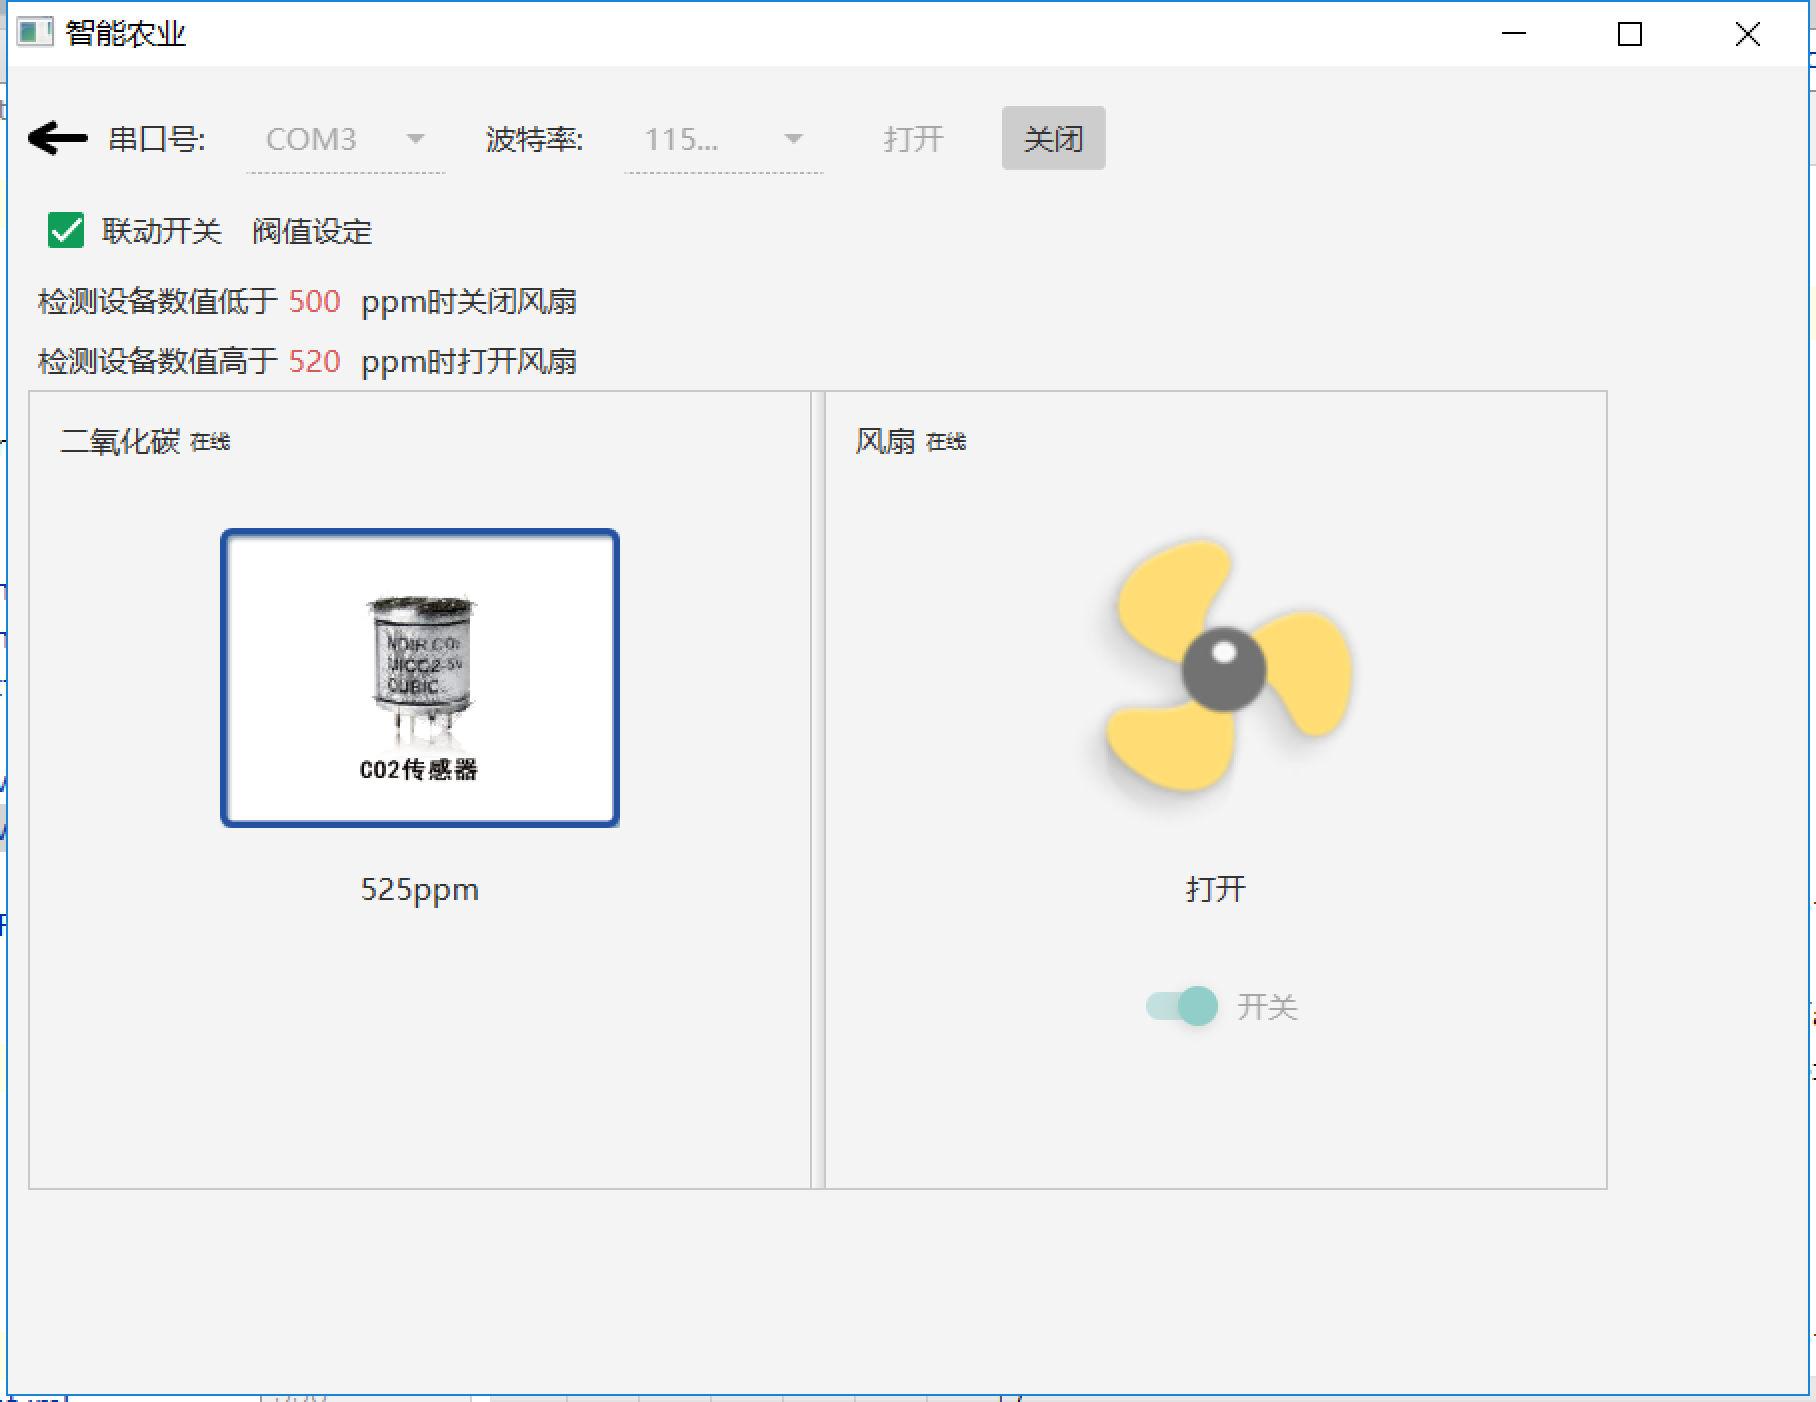 智能农业
串口号: COM3 波特率: 115... 打开 关闭
联动开关 阀值设定
检测设备数值低于 500 ppm时关闭风扇
检测设备数值高于 520 ppm时打开风扇
二氧化碳 在线
NDIR CO2
CUBIC
CO2传感器
525ppm
风扇 在线
打开
开关